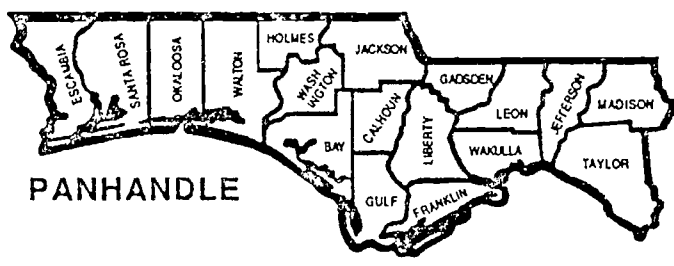 ESCAMBIA
SANTA ROSA
OKALOOSA
WALTON
HOLMES
WASH
INGTON
JACKSON
BAY
CALHOUN
GULF
LIBERTY
GADSDEN
FRANKLIN
LEON
WAKULLA
JEFFERSON
MADISON
TAYLOR
PANHANDLE